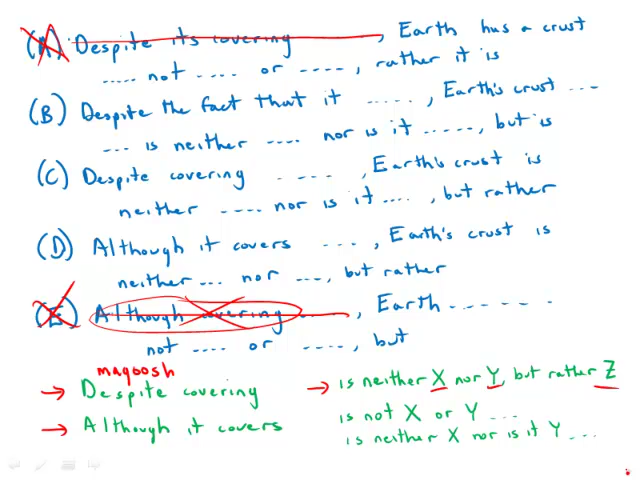 (A) Despite its covering , Earth has a crust
..... not .... or ...., rather it is
(B) Despite the fact that it ....., Earth's crust ...
... is neither .... nor is it ....., but is
(C) Despite covering ...., Earth's crust is
neither .... nor is it ...., but rather
(D) Although it covers ...., Earth's crust is
neither ... nor ..., but rather
(E) Although covering ...., Earth .......
not .... or ...., but
magoosh
→ Despite covering
→ Although it covers
→ is neither X nor Y, but rather Z
is not X or Y ...
is neither X nor is it Y ...